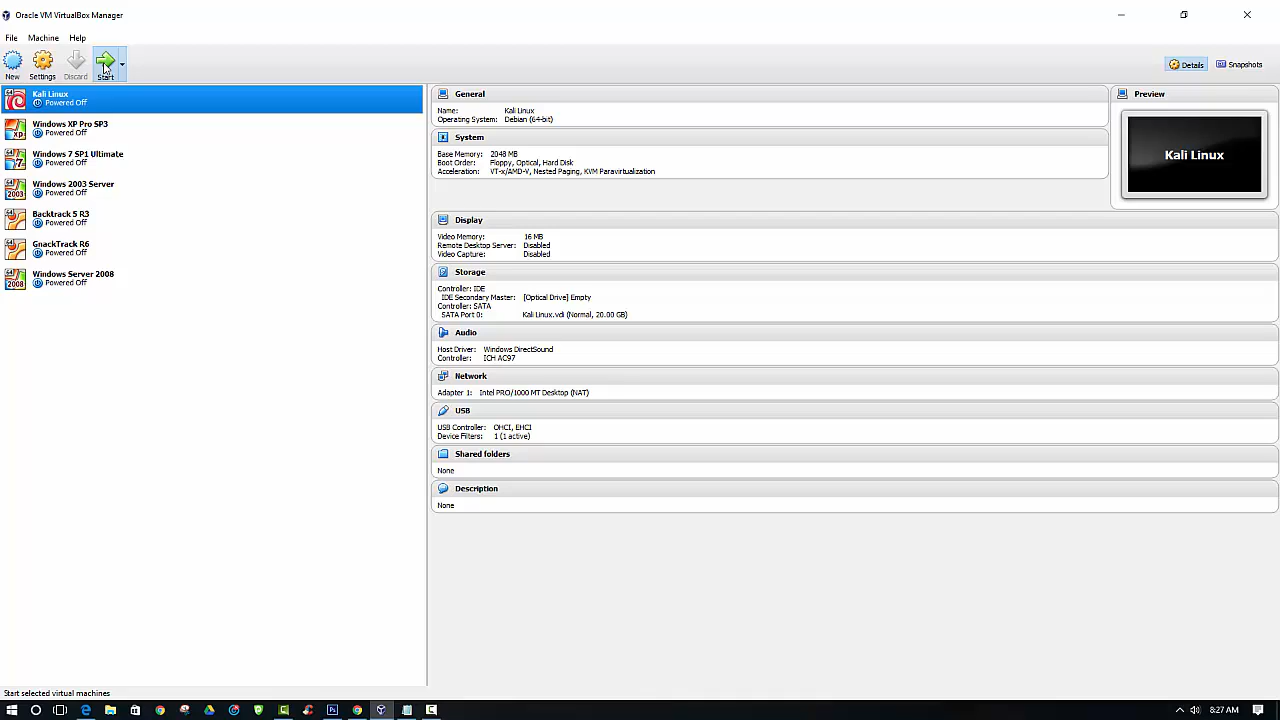 Oracle VM VirtualBox Manager
File Machine Help
New Settings Discard Start
Details Snapshots
Kali Linux
Powered Off
Windows XP Pro SP3
Powered Off
Windows 7 SP1 Ultimate
Powered Off
Windows 2003 Server
Powered Off
Backtrack 5 R3
Powered Off
GnackTrack R6
Powered Off
Windows Server 2008
Powered Off
General
Name: Kali Linux
Operating System: Debian (64-bit)
System
Base Memory: 2048 MB
Boot Order: Floppy, Optical, Hard Disk
Acceleration: VT-x/AMD-V, Nested Paging, KVM Paravirtualization
Preview
Kali Linux
Display
Video Memory: 16 MB
Remote Desktop Server: Disabled
Video Capture: Disabled
Storage
Controller: IDE
IDE Secondary Master: [Optical Drive] Empty
Controller: SATA
SATA Port 0: Kali Linux.vdi (Normal, 20.00 GB)
Audio
Host Driver: Windows DirectSound
Controller: ICH AC97
Network
Adapter 1: Intel PRO/1000 MT Desktop (NAT)
USB
USB Controller: OHCI, EHCI
Device Filters: 1 (1 active)
Shared folders
None
Description
None
Start selected virtual machines
8:27 AM